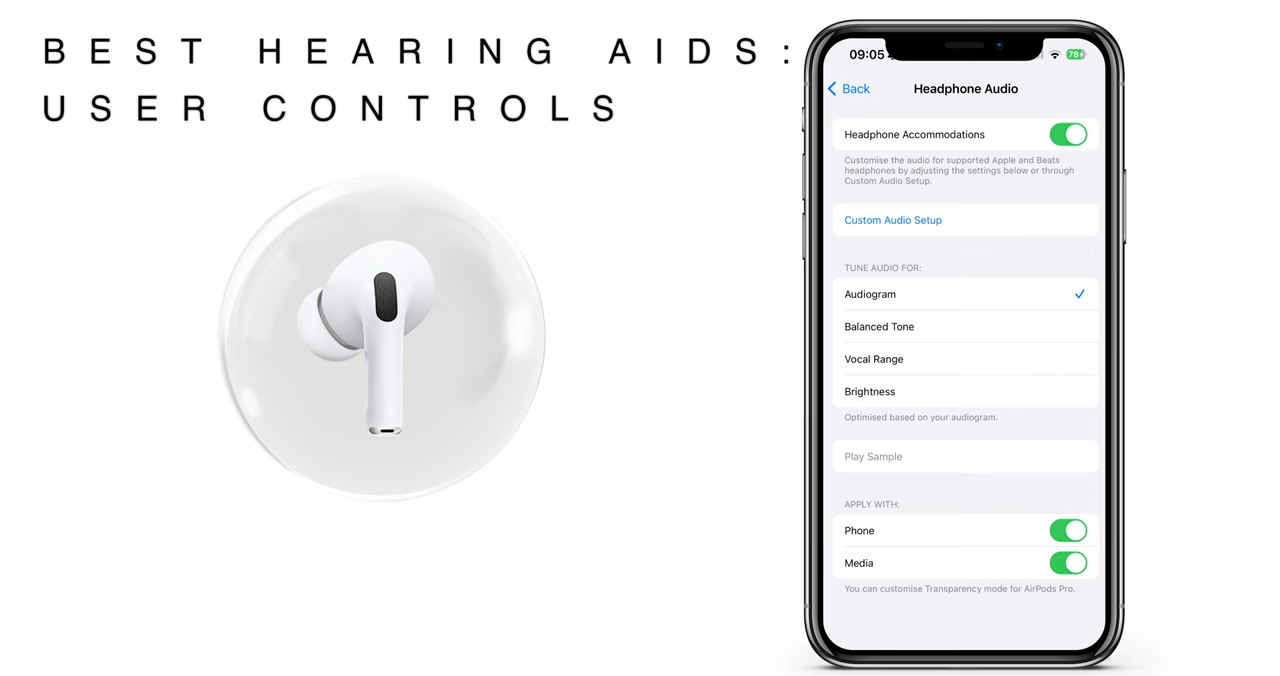 BEST HEARING AIDS:
USER CONTROLS
09:05
78
Back
Headphone Audio
Headphone Accommodations
Customise the audio for supported Apple and Beats
headphones by adjusting the settings below or through
Custom Audio Setup.
Custom Audio Setup
TUNE AUDIO FOR:
Audiogram
Balanced Tone
Vocal Range
Brightness
Optimised based on your audiogram.
Play Sample
APPLY WITH:
Phone
Media
You can customise Transparency mode for AirPods Pro.